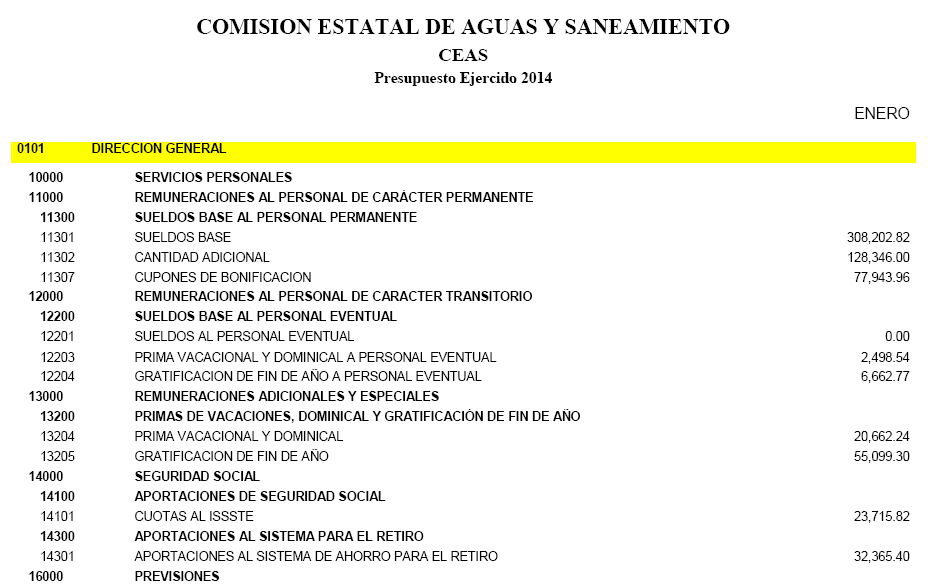 COMISION ESTATAL DE AGUAS Y SANEAMIENTO
CEAS
Presupuesto Ejercido 2014
ENERO
0101 DIRECCION GENERAL
10000 SERVICIOS PERSONALES
11000 REMUNERACIONES AL PERSONAL DE CARÁCTER PERMANENTE
11300 SUELDOS BASE AL PERSONAL PERMANENTE
11301 SUELDOS BASE 308,202.82
11302 CANTIDAD ADICIONAL 128,346.00
11307 CUPONES DE BONIFICACION 77,943.96
12000 REMUNERACIONES AL PERSONAL DE CARACTER TRANSITORIO
12200 SUELDOS BASE AL PERSONAL EVENTUAL
12201 SUELDOS AL PERSONAL EVENTUAL 0.00
12203 PRIMA VACACIONAL Y DOMINICAL A PERSONAL EVENTUAL 2,498.54
12204 GRATIFICACION DE FIN DE AÑO A PERSONAL EVENTUAL 6,662.77
13000 REMUNERACIONES ADICIONALES Y ESPECIALES
13200 PRIMAS DE VACACIONES, DOMINICAL Y GRATIFICACIÓN DE FIN DE AÑO
13204 PRIMA VACACIONAL Y DOMINICAL 20,662.24
13205 GRATIFICACION DE FIN DE AÑO 55,099.30
14000 SEGURIDAD SOCIAL
14100 APORTACIONES DE SEGURIDAD SOCIAL
14101 CUOTAS AL ISSSTE 23,715.82
14300 APORTACIONES AL SISTEMA PARA EL RETIRO
14301 APORTACIONES AL SISTEMA DE AHORRO PARA EL RETIRO 32,365.40
16000 PREVISIONES